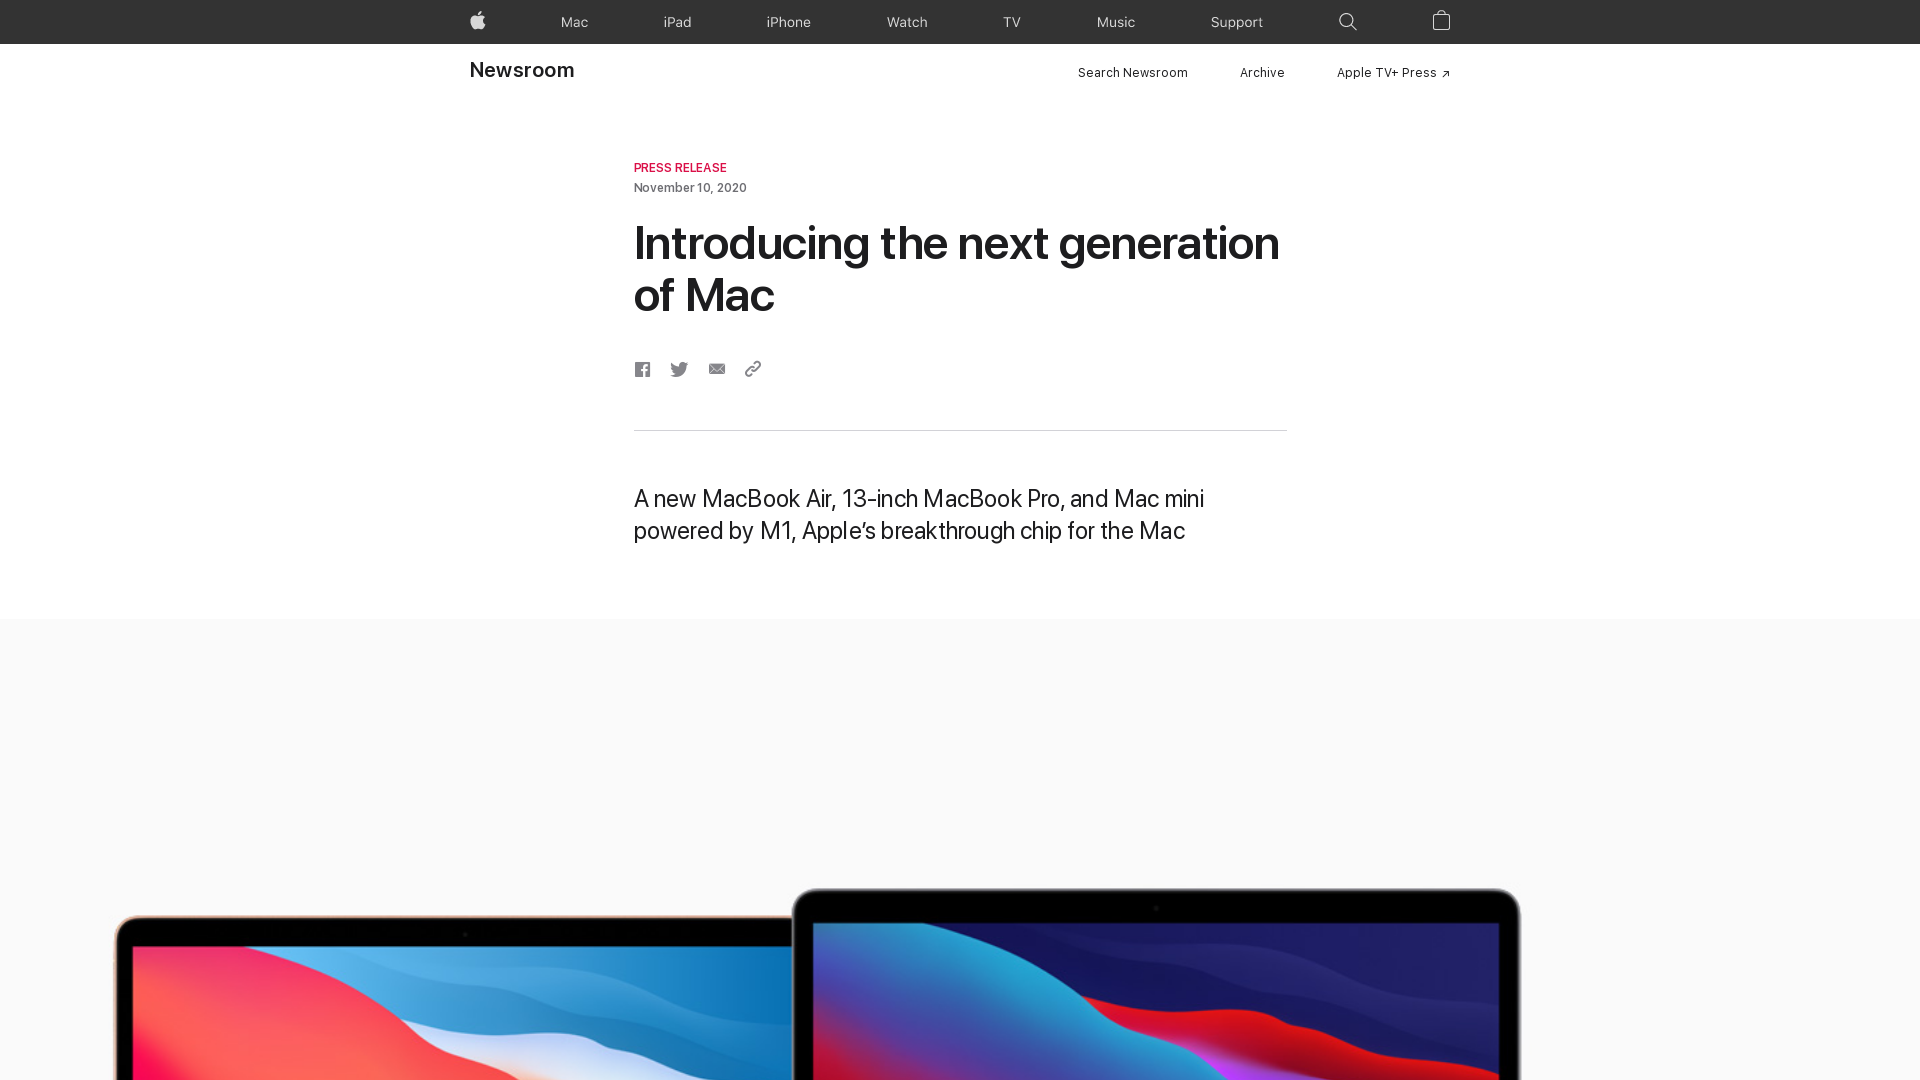 Mac iPad iPhone Watch TV Music Support
Newsroom
Search Newsroom Archive Apple TV+ Press ↗
PRESS RELEASE
November 10, 2020
Introducing the next generation
of Mac
A new MacBook Air, 13-inch MacBook Pro, and Mac mini
powered by M1, Apple’s breakthrough chip for the Mac